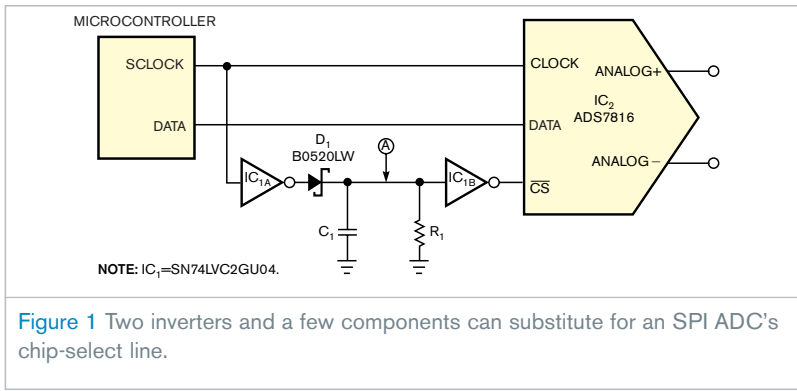 MICROCONTROLLER
SCLOCK
DATA
CLOCK
DATA
CS
ANALOG+
IC2
ADS7816
ANALOG−
D1
B0520LW
A
IC1A
IC1B
C1
R1
NOTE: IC1=SN74LVC2GU04.
Figure 1 Two inverters and a few components can substitute for an SPI ADC's
chip-select line.